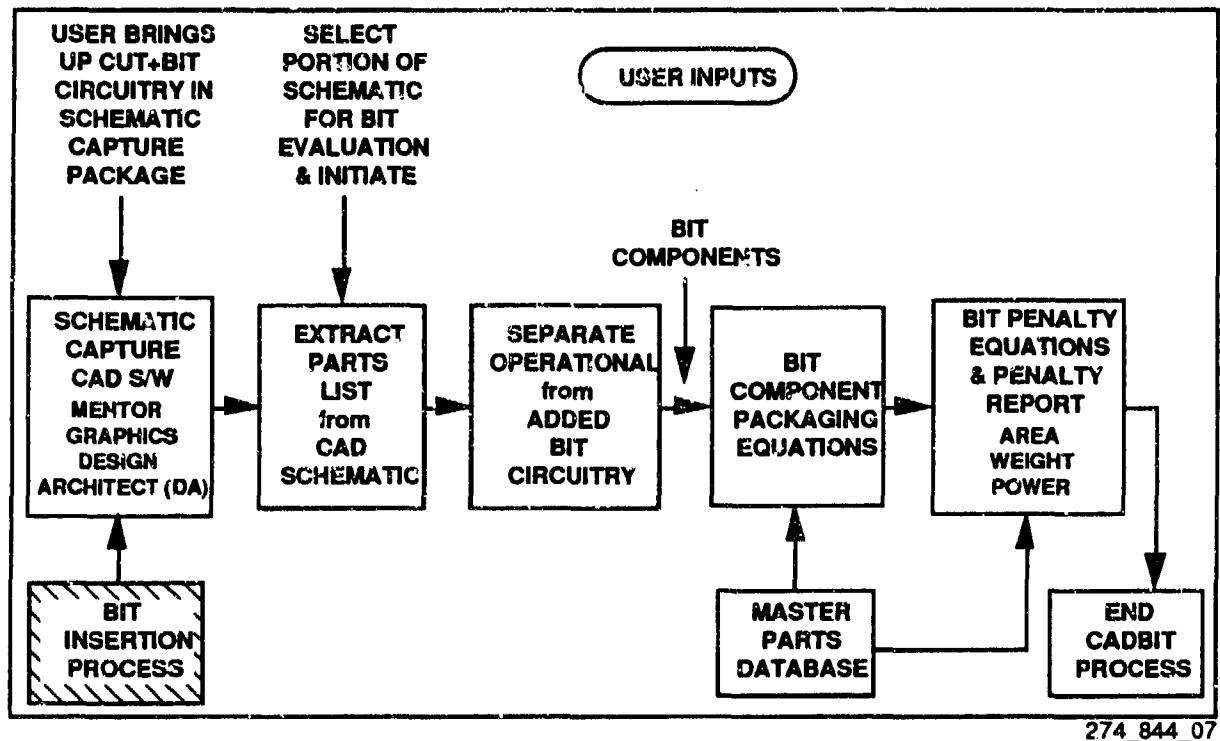 USER BRINGS
UP CUT+BIT
CIRCUITRY IN
SCHEMATIC
CAPTURE
PACKAGE
SELECT
PORTION OF
SCHEMATIC
FOR BIT
EVALUATION
& INITIATE
USER INPUTS
BIT
COMPONENTS
SCHEMATIC
CAPTURE
CAD S/W
MENTOR
GRAPHICS
DESIGN
ARCHITECT (DA)
EXTRACT
PARTS
LIST
from
CAD
SCHEMATIC
SEPARATE
OPERATIONAL
from
ADDED
BIT
CIRCUITRY
BIT
COMPONENT
PACKAGING
EQUATIONS
BIT PENALTY
EQUATIONS
& PENALTY
REPORT
AREA
WEIGHT
POWER
BIT
INSERTION
PROCESS
MASTER
PARTS
DATABASE
END
CADBIT
PROCESS
274_844_07